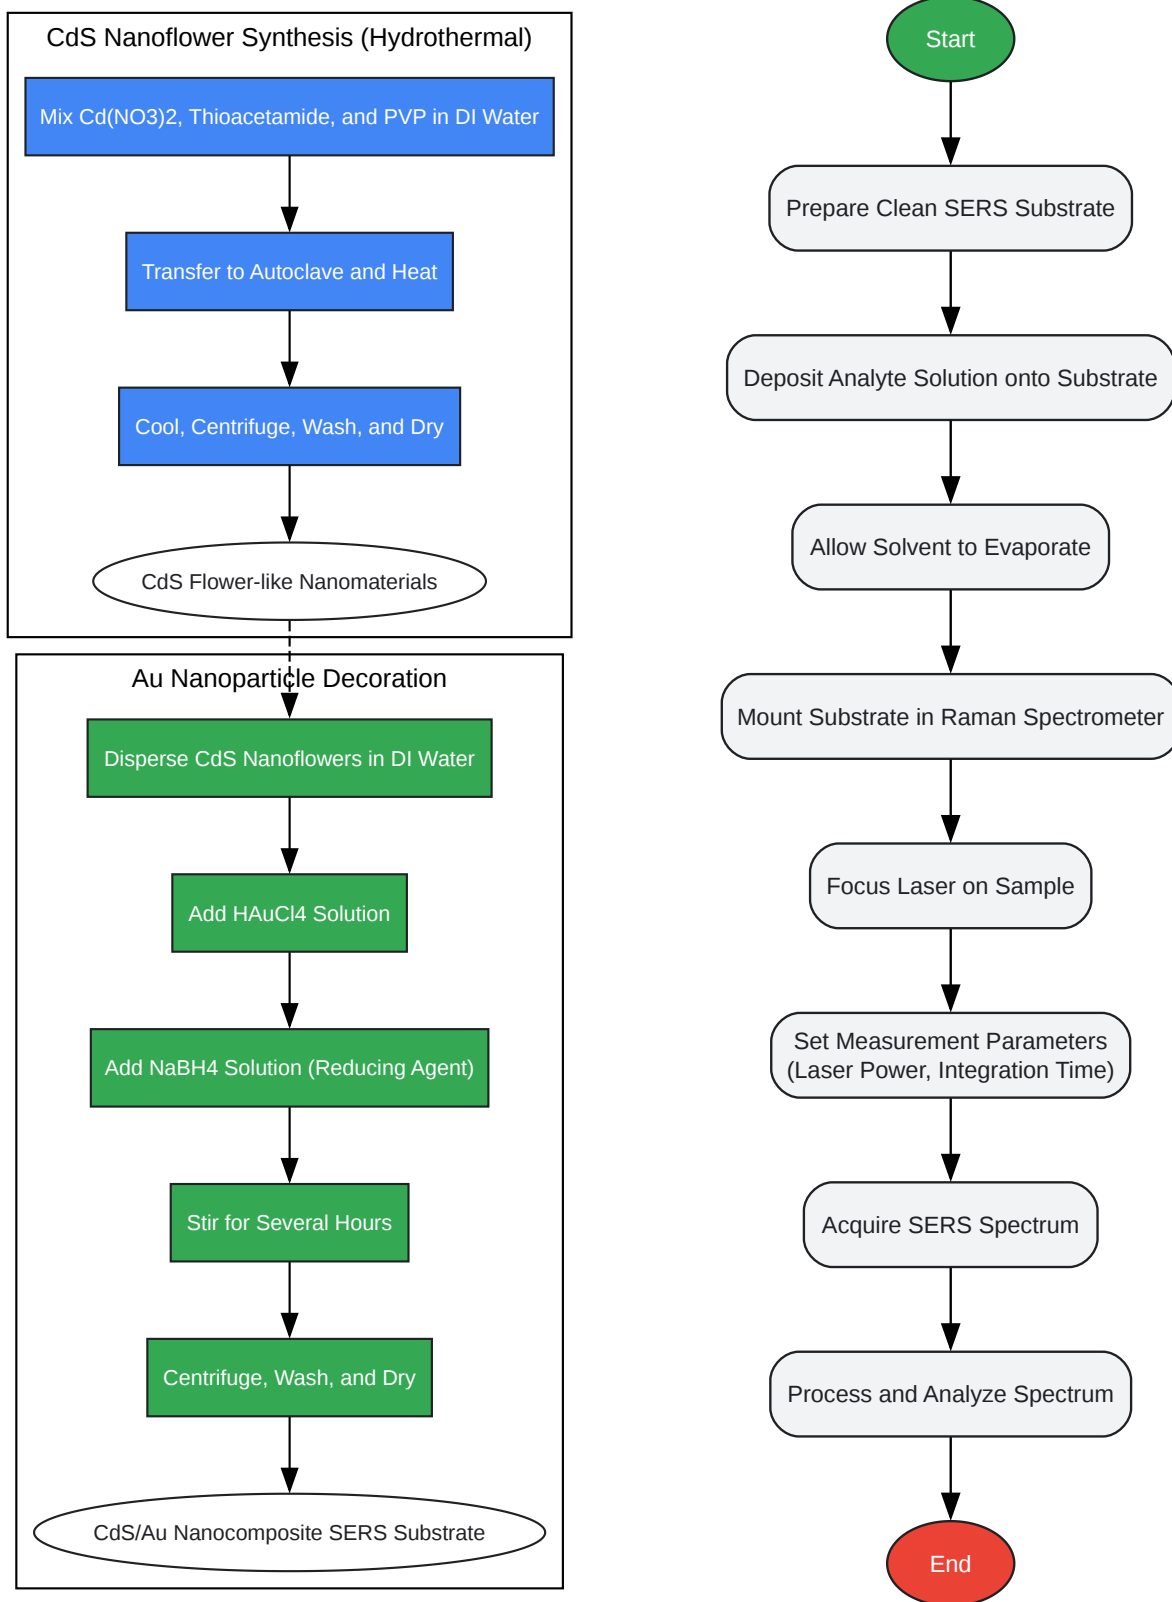 CdS Nanoflower Synthesis (Hydrothermal)
Mix Cd(NO3)2, Thioacetamide, and PVP in DI Water
Transfer to Autoclave and Heat
Cool, Centrifuge, Wash, and Dry
CdS Flower-like Nanomaterials
Au Nanoparticle Decoration
Disperse CdS Nanoflowers in DI Water
Add HAuCl4 Solution
Add NaBH4 Solution (Reducing Agent)
Stir for Several Hours
Centrifuge, Wash, and Dry
CdS/Au Nanocomposite SERS Substrate
Start
Prepare Clean SERS Substrate
Deposit Analyte Solution onto Substrate
Allow Solvent to Evaporate
Mount Substrate in Raman Spectrometer
Focus Laser on Sample
Set Measurement Parameters
(Laser Power, Integration Time)
Acquire SERS Spectrum
Process and Analyze Spectrum
End